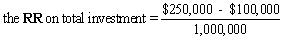 the RR on total investment = $250,000 - $100,000
1,000,000